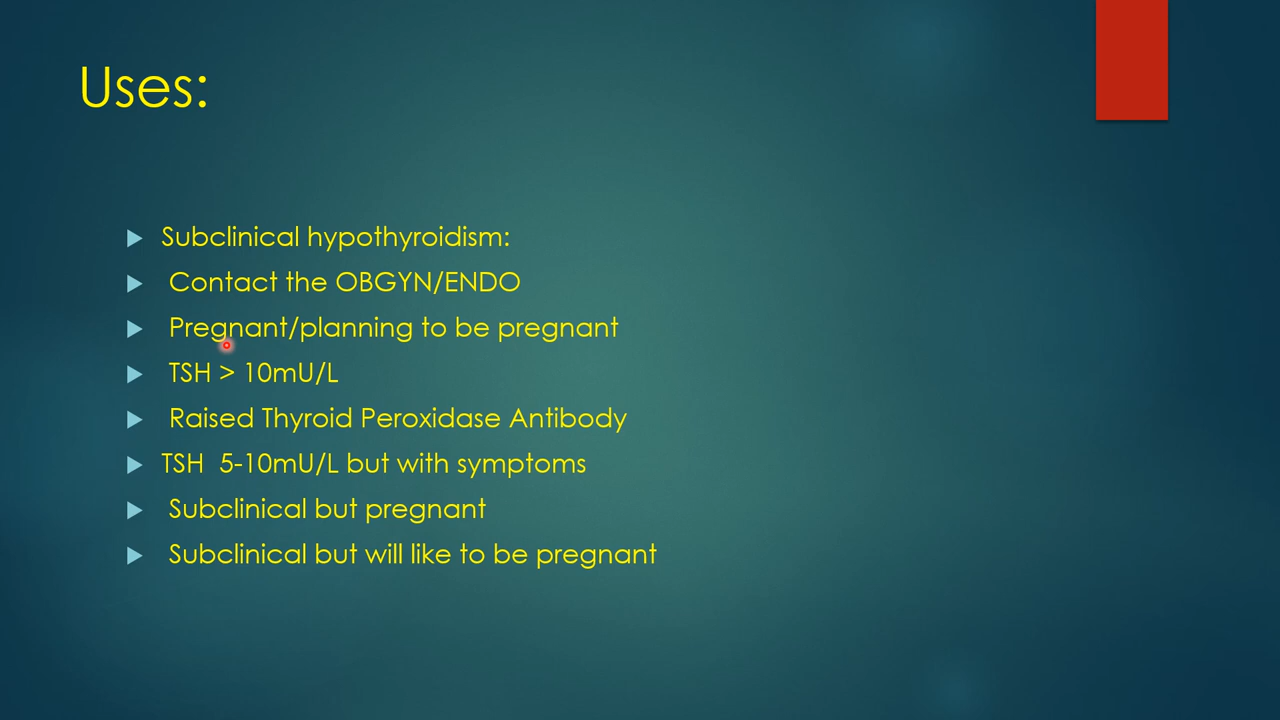 Uses:
Subclinical hypothyroidism:
Contact the OBGYN/ENDO
Pregnant/planning to be pregnant
TSH > 10mU/L
Raised Thyroid Peroxidase Antibody
TSH  5-10mU/L but with symptoms
Subclinical but pregnant
Subclinical but will like to be pregnant